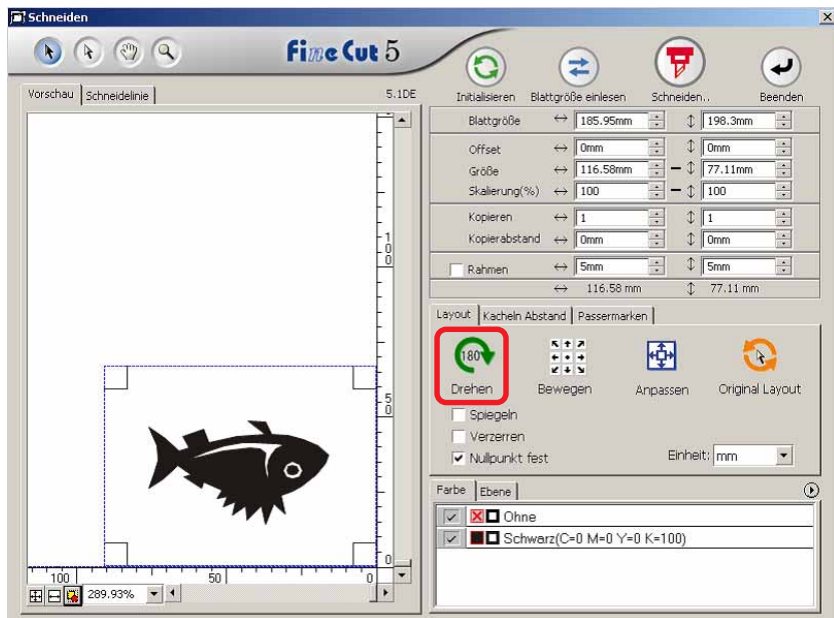 Schneiden
FineCut 5
Initialisieren Blattgröße einlesen Schneiden.. Beenden
Vorschau Schneidelinie 5.1DE
Blattgröße 185.95mm 198.3mm
Offset 0mm 0mm
Größe 116.58mm 77.11mm
Skalierung(%) 100 100
Kopieren 1 1
Kopierabstand 0mm 0mm
Rahmen 5mm 5mm
116.58 mm 77.11 mm
Layout Kacheln Abstand Passermarken
180°
Drehen Bewegen Anpassen Original Layout
Spiegeln
Verzerren
Nullpunkt fest Einheit: mm
Farbe Ebene
Ohne
Schwarz(C=0 M=0 Y=0 K=100)
100
50
0
100 50 0
289.93%